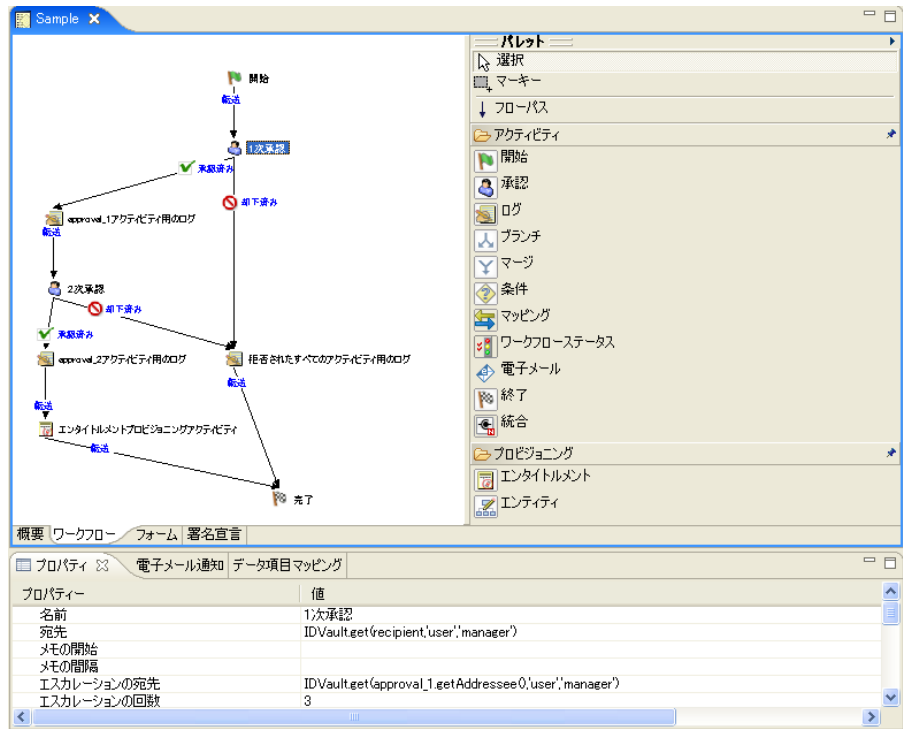 Sample
開始
転送
1次承認
承認済み
却下済み
approval_1アクティビティ用のログ
転送
2次承認
却下済み
承認済み
approval_2アクティビティ用のログ
拒否されたすべてのアクティビティ用のログ
転送
転送
エンタイトルメントプロビジョニングアクティビティ
転送
完了
パレット
選択
マーキー
フローパス
アクティビティ
開始
承認
ログ
ブランチ
マージ
条件
マッピング
ワークフローステータス
電子メール
終了
統合
プロビジョニング
エンタイトルメント
エンティティ
概要 ワークフロー フォーム 署名宣言
プロパティ 電子メール通知 データ項目マッピング
プロパティー 値
名前 1次承認
宛先 IDVault.get(recipient,'user','manager')
メモの開始
メモの間隔
エスカレーションの宛先 IDVault.get(approval_1.getAddressee(),'user','manager')
エスカレーションの回数 3